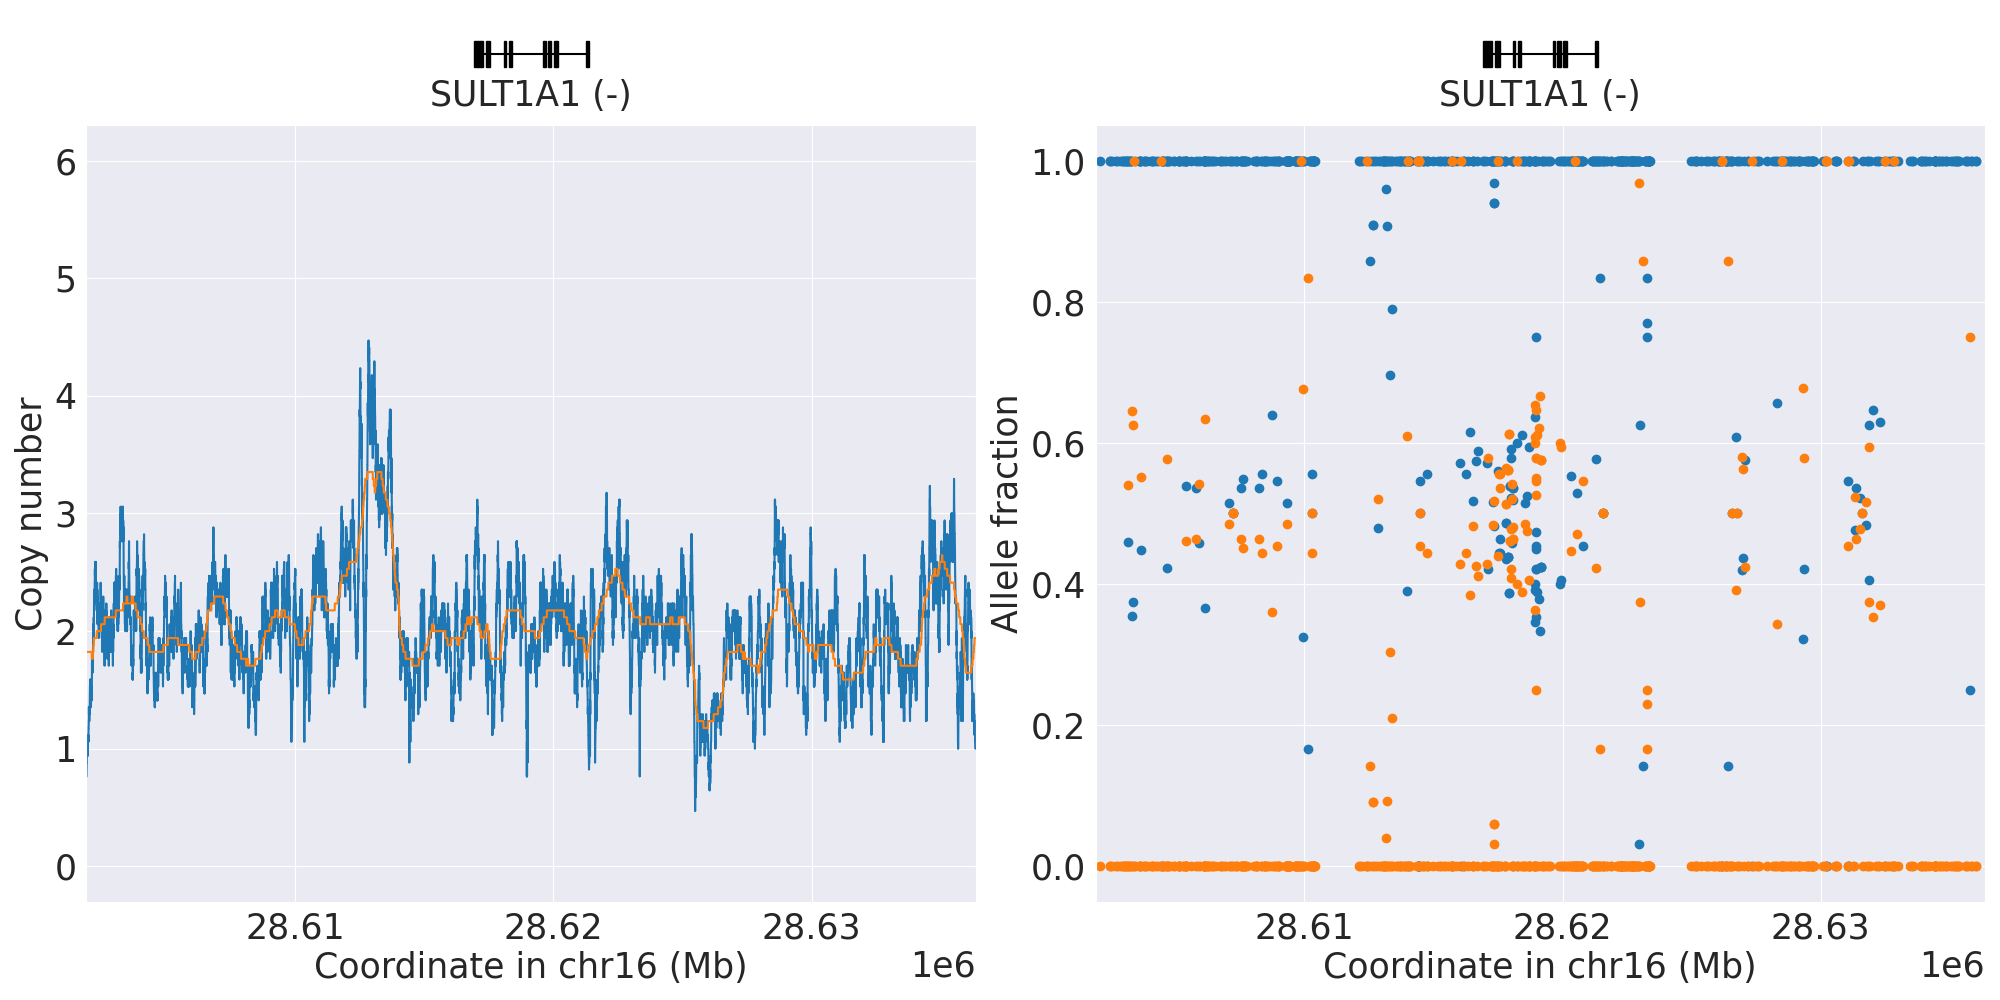 SULT1A1 (-)
Copy number
6
5
4
3
2
1
0
28.61
28.62
28.63
Coordinate in chr16 (Mb)
1e6
SULT1A1 (-)
Allele fraction
1.0
0.8
0.6
0.4
0.2
0.0
28.61
28.62
28.63
Coordinate in chr16 (Mb)
1e6